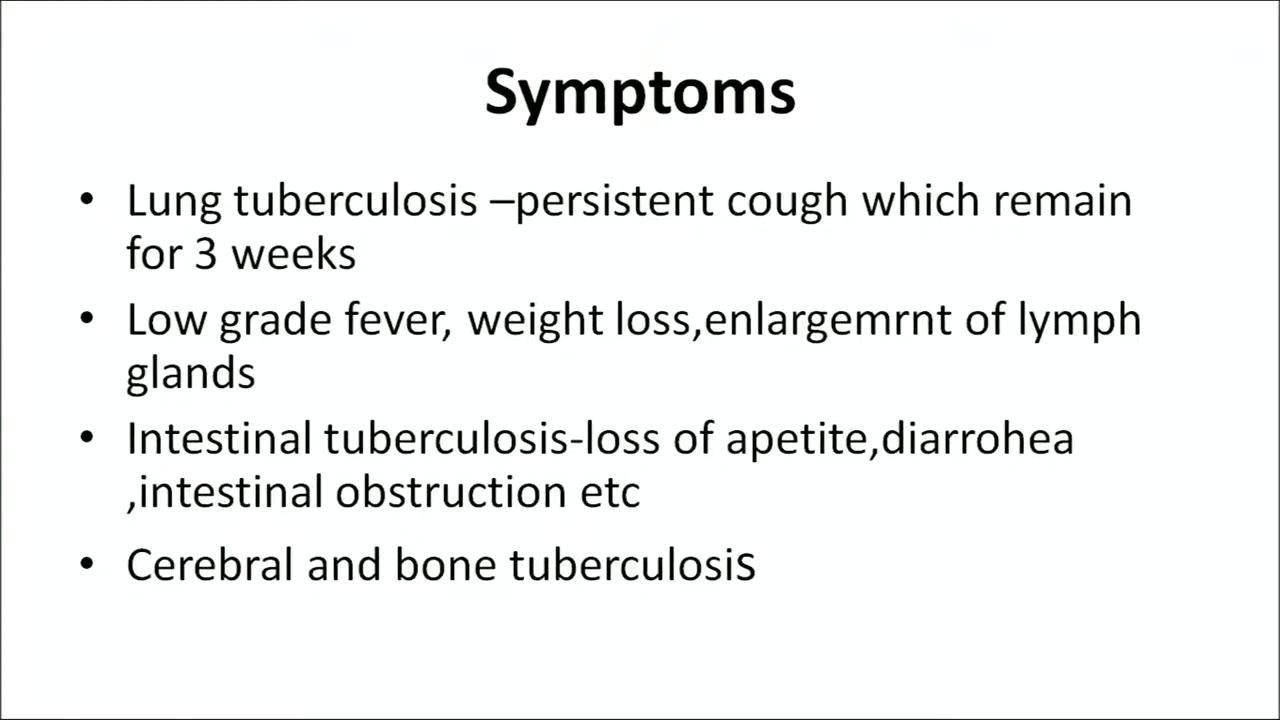 Symptoms
• Lung tuberculosis –persistent cough which remain
for 3 weeks
• Low grade fever, weight loss,enlargemrnt of lymph
glands
• Intestinal tuberculosis-loss of apetite,diarrohea
,intestinal obstruction etc
• Cerebral and bone tuberculosis